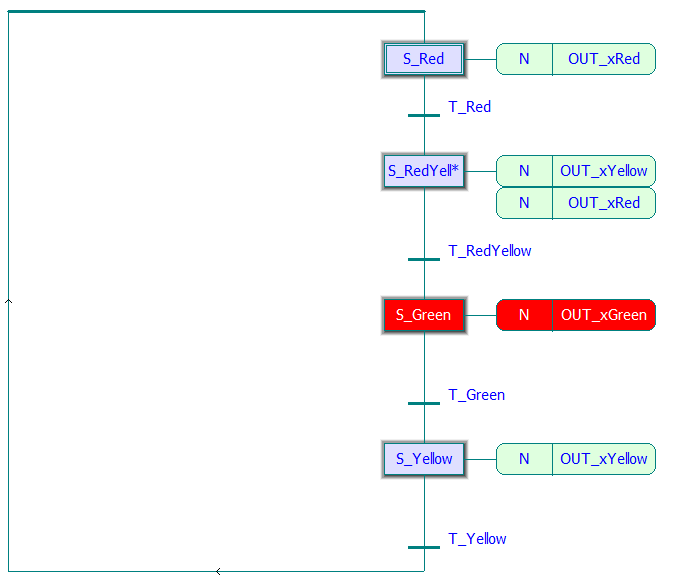 S_Red N OUT_xRed
T_Red
S_RedYell* N OUT_xYellow
N OUT_xRed
T_RedYellow
S_Green N OUT_xGreen
T_Green
S_Yellow N OUT_xYellow
T_Yellow